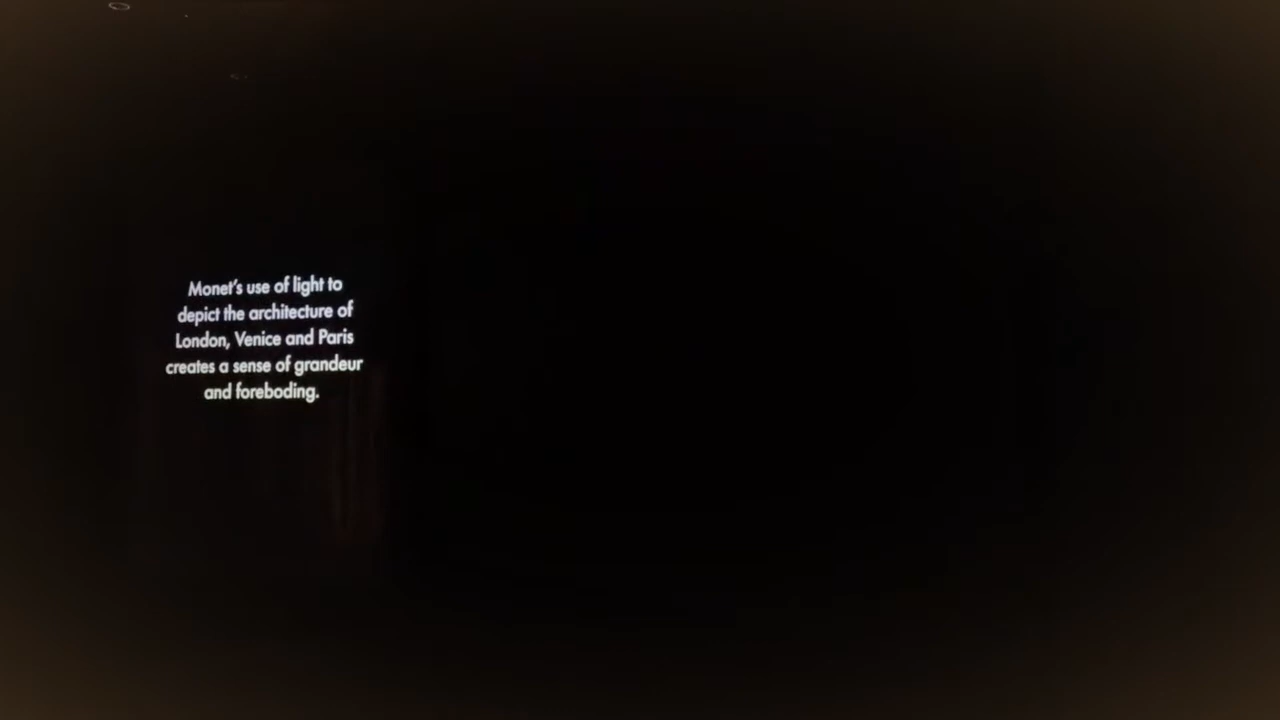 Monet's use of light to
depict the architecture of
London, Venice and Paris
creates a sense of grandeur
and foreboding.